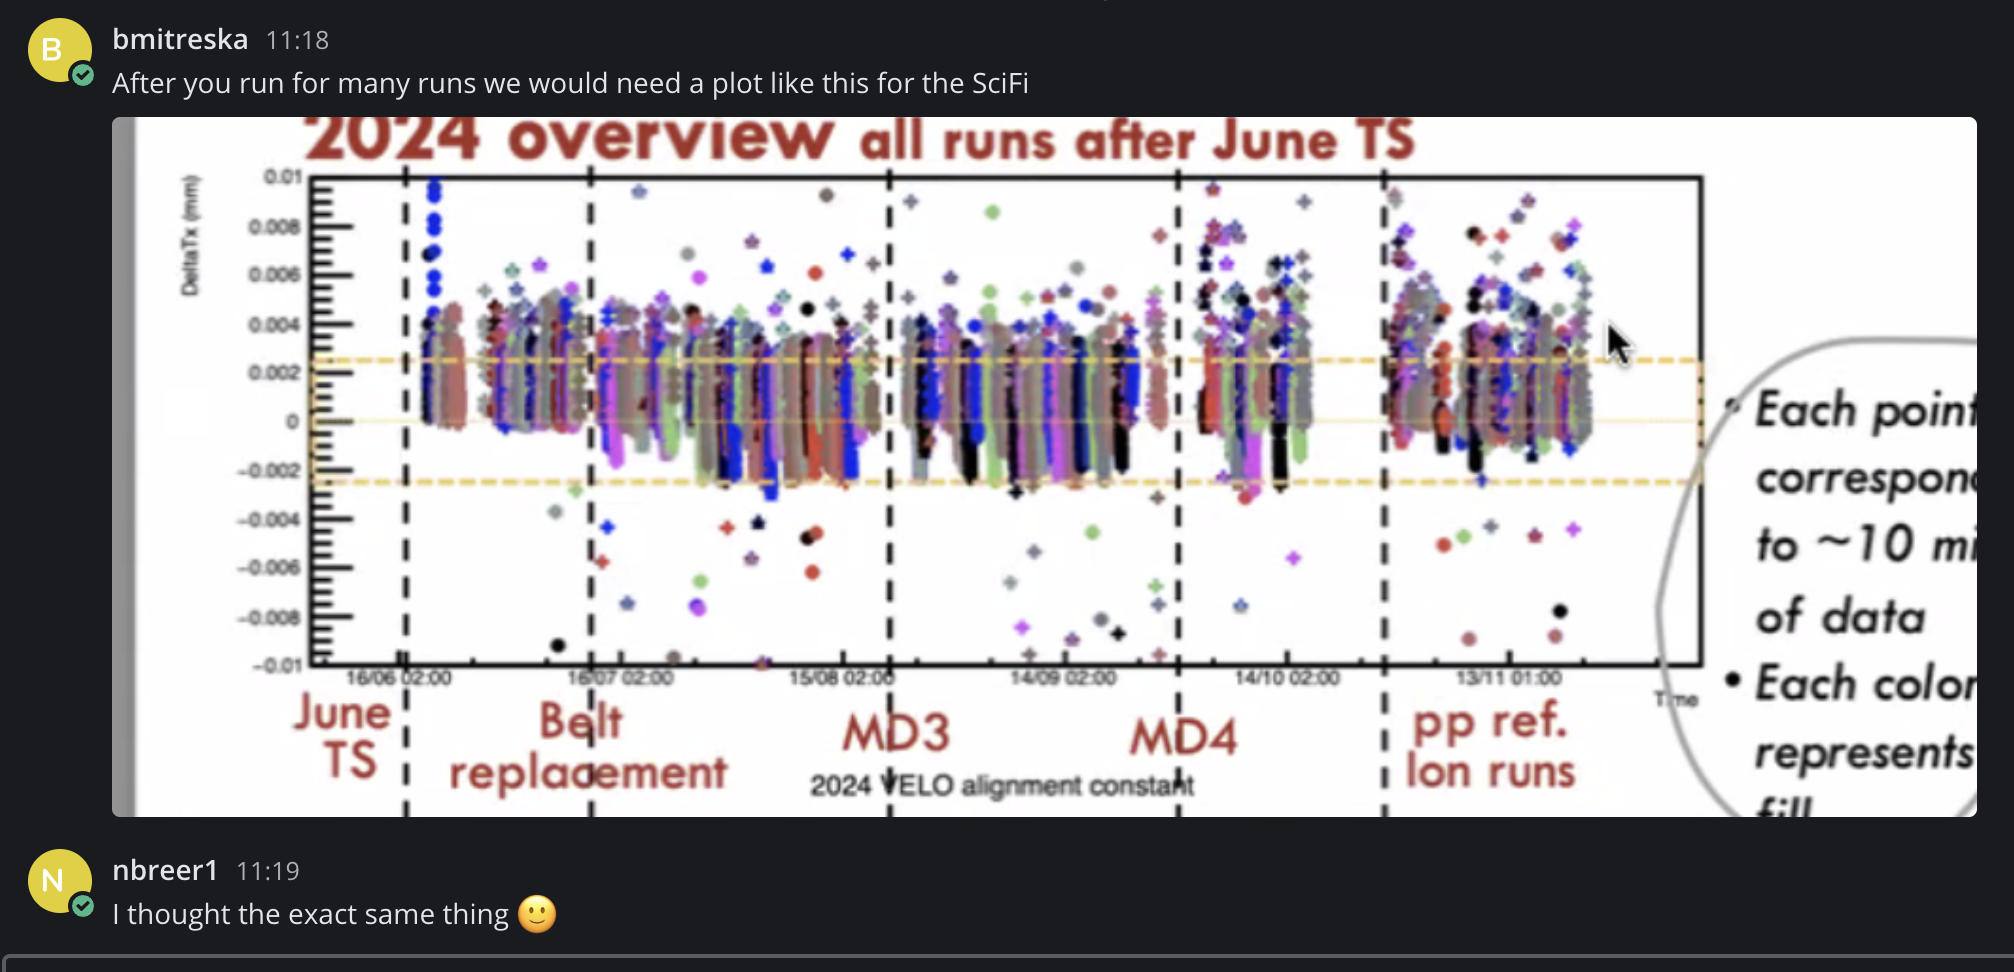 B
bmitreska 11:18
After you run for many runs we would need a plot like this for the SciFi
2024 overview all runs after June TS
DeltaTx (mm)
0.01
0.008
0.006
0.004
0.002
0
−0.002
−0.004
−0.006
−0.008
−0.01
16/06 02:00
16/07 02:00
15/08 02:00
14/09 02:00
14/10 02:00
13/11 01:00
Time
June
TS
Belt
replacement
MD3
MD4
pp ref.
Ion runs
2024 VELO alignment constant
• Each point
correspon
to ~10 mi
of data
• Each color
represents
fill
N
nbreer1 11:19
I thought the exact same thing 🙂